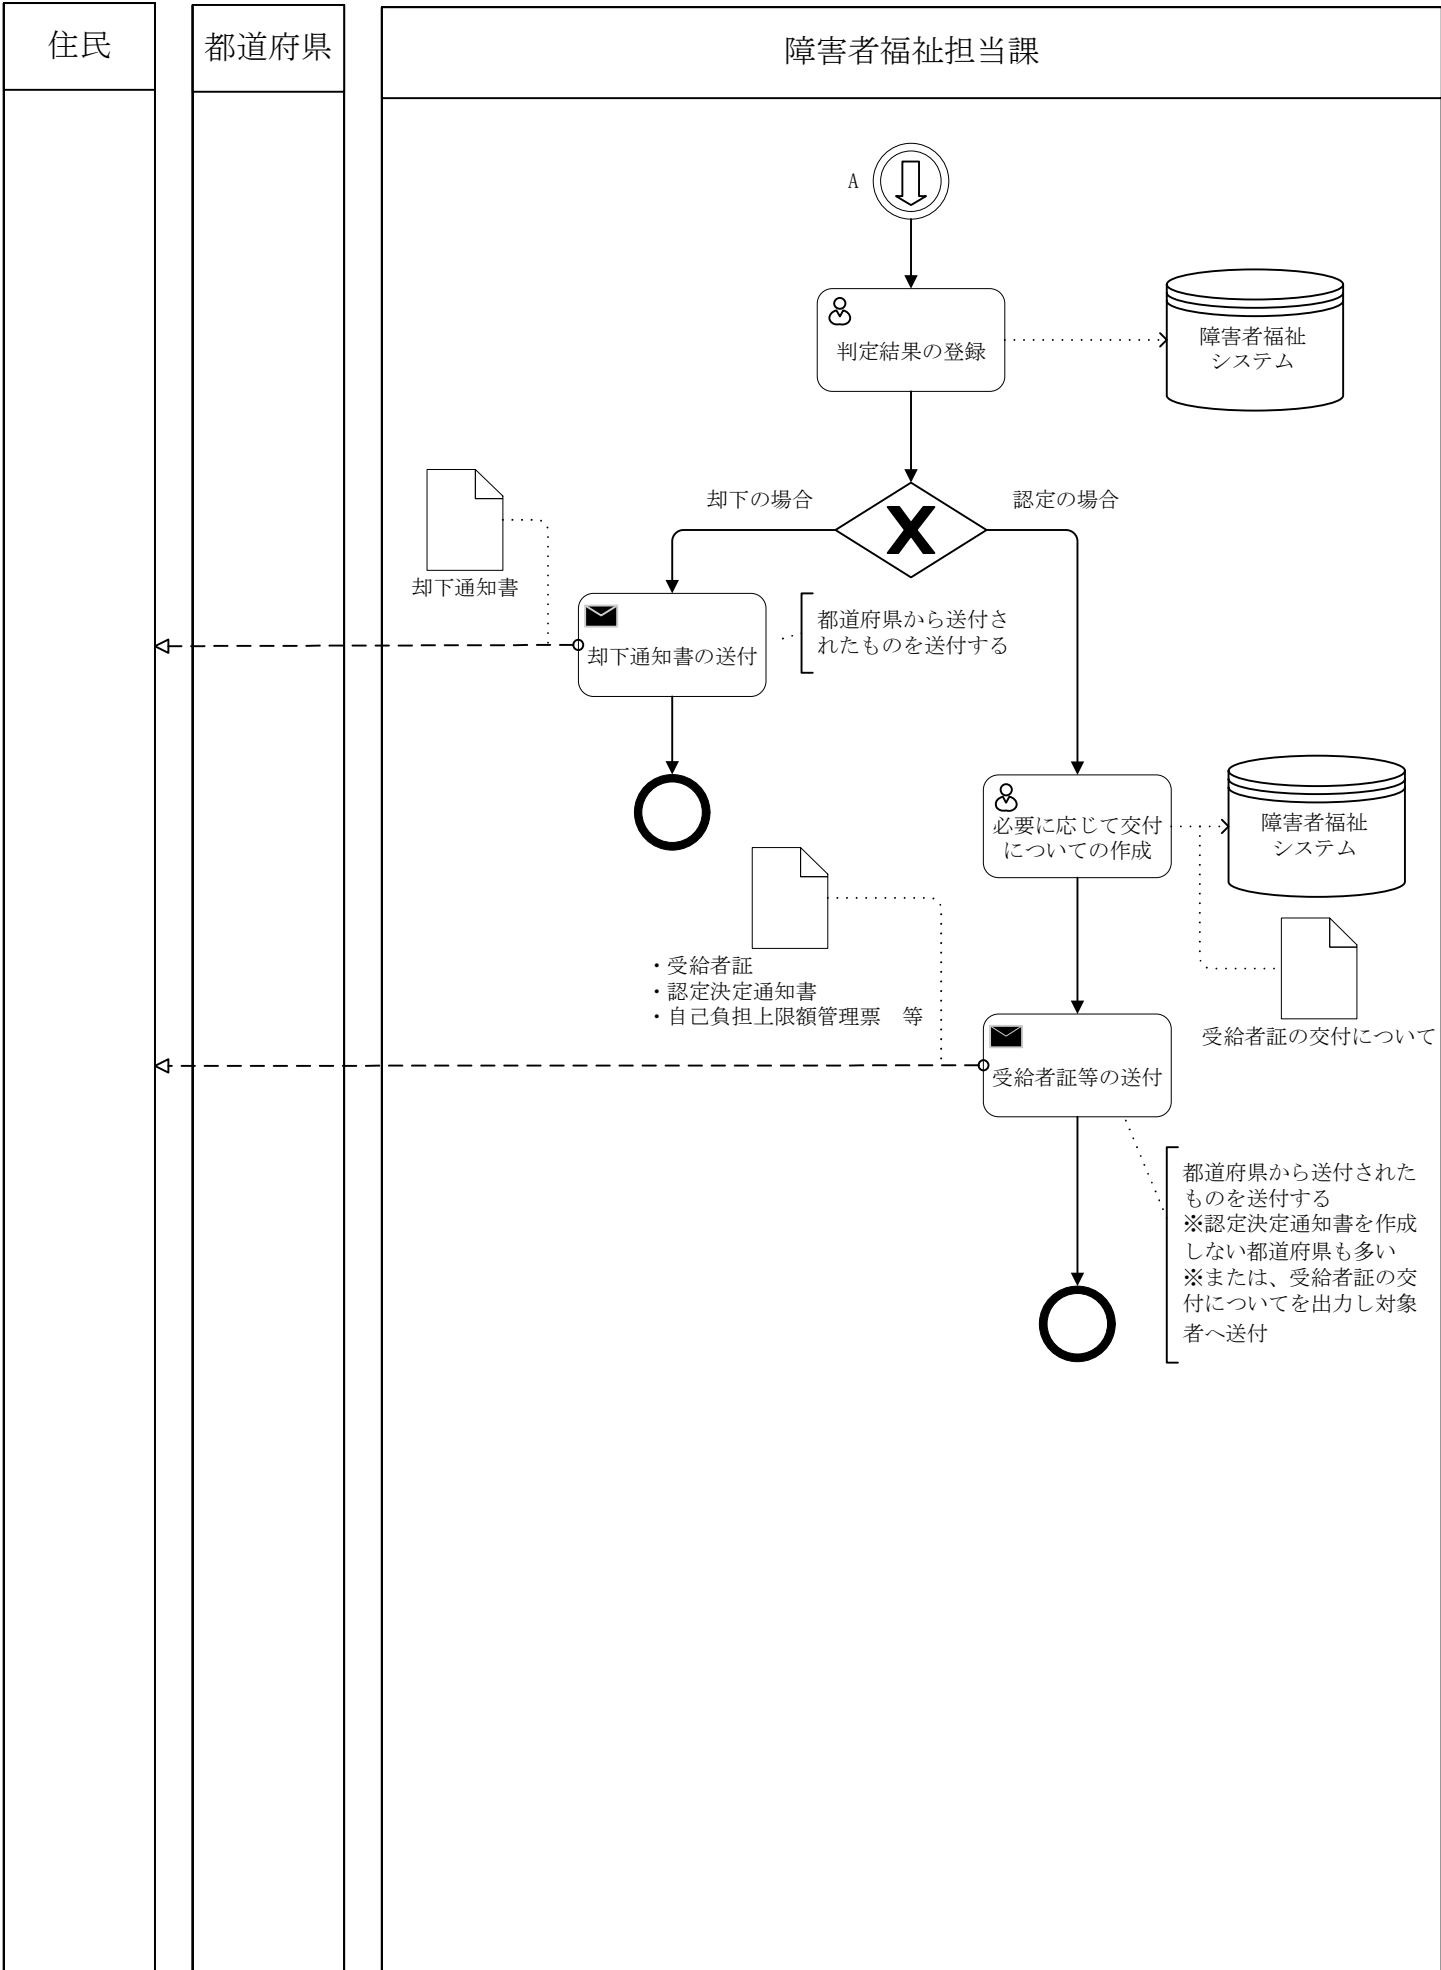 住民
都道府県
障害者福祉担当課
A
判定結果の登録
障害者福祉
システム
却下の場合
認定の場合
却下通知書
都道府県から送付さ
れたものを送付する
却下通知書の送付
必要に応じて交付
についての作成
障害者福祉
システム
・受給者証
・認定決定通知書
・自己負担上限額管理票　等
受給者証の交付について
受給者証等の送付
都道府県から送付された
ものを送付する
※認定決定通知書を作成
しない都道府県も多い
※または、受給者証の交
付についてを出力し対象
者へ送付